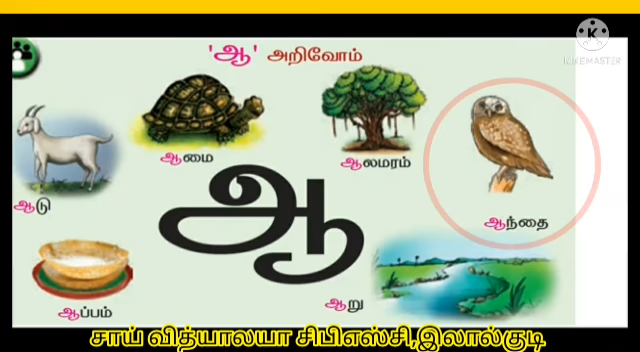 'ஆ' அறிவோம்
KINEMASTER
ஆடு
ஆமை
ஆலமரம்
ஆந்தை
ஆ
ஆப்பம்
ஆறு
சாய் வித்யாலயா சிபிஎஸ்சி,இலால்குடி